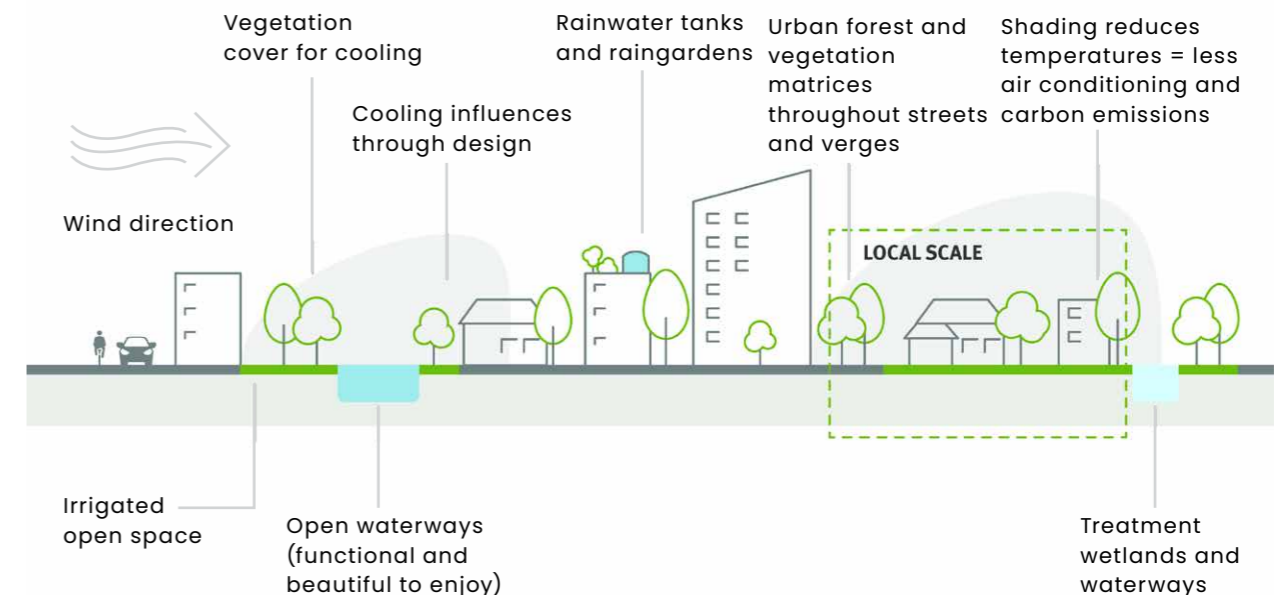 Vegetation
cover for cooling
Rainwater tanks
and raingardens
Urban forest and
vegetation
matrices
throughout streets
and verges
Shading reduces
temperatures = less
air conditioning and
carbon emissions
Cooling influences
through design
Wind direction
LOCAL SCALE
Irrigated
open space
Open waterways
(functional and
beautiful to enjoy)
Treatment
wetlands and
waterways